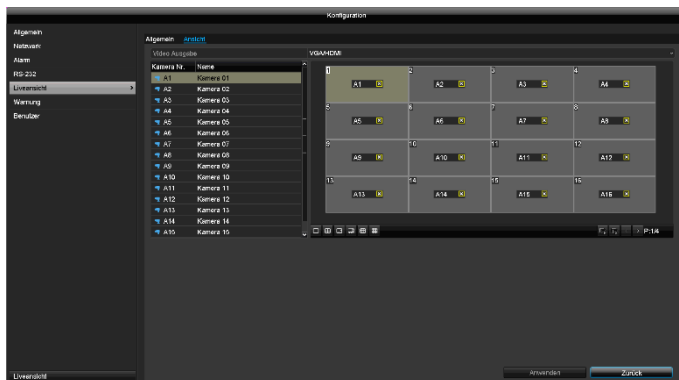 Konfiguration
Allgemein
Netzwerk
Alarm
RS-232
Liveansicht
Warnung
Benutzer
Allgemein Ansicht
Video Ausgabe VGA/HDMI
Kamera Nr. Name
A1 Kamera 01
A2 Kamera 02
A3 Kamera 03
A4 Kamera 04
A5 Kamera 05
A6 Kamera 06
A7 Kamera 07
A8 Kamera 08
A9 Kamera 09
A10 Kamera 10
A11 Kamera 11
A12 Kamera 12
A13 Kamera 13
A14 Kamera 14
A15 Kamera 15
1 2 3 4
A1 A2 A3 A4
5 6 7 8
A5 A6 A7 A8
9 10 11 12
A9 A10 A11 A12
13 14 15 16
A13 A14 A15 A16
P:1/4
Liveansicht
Anwenden Zurück